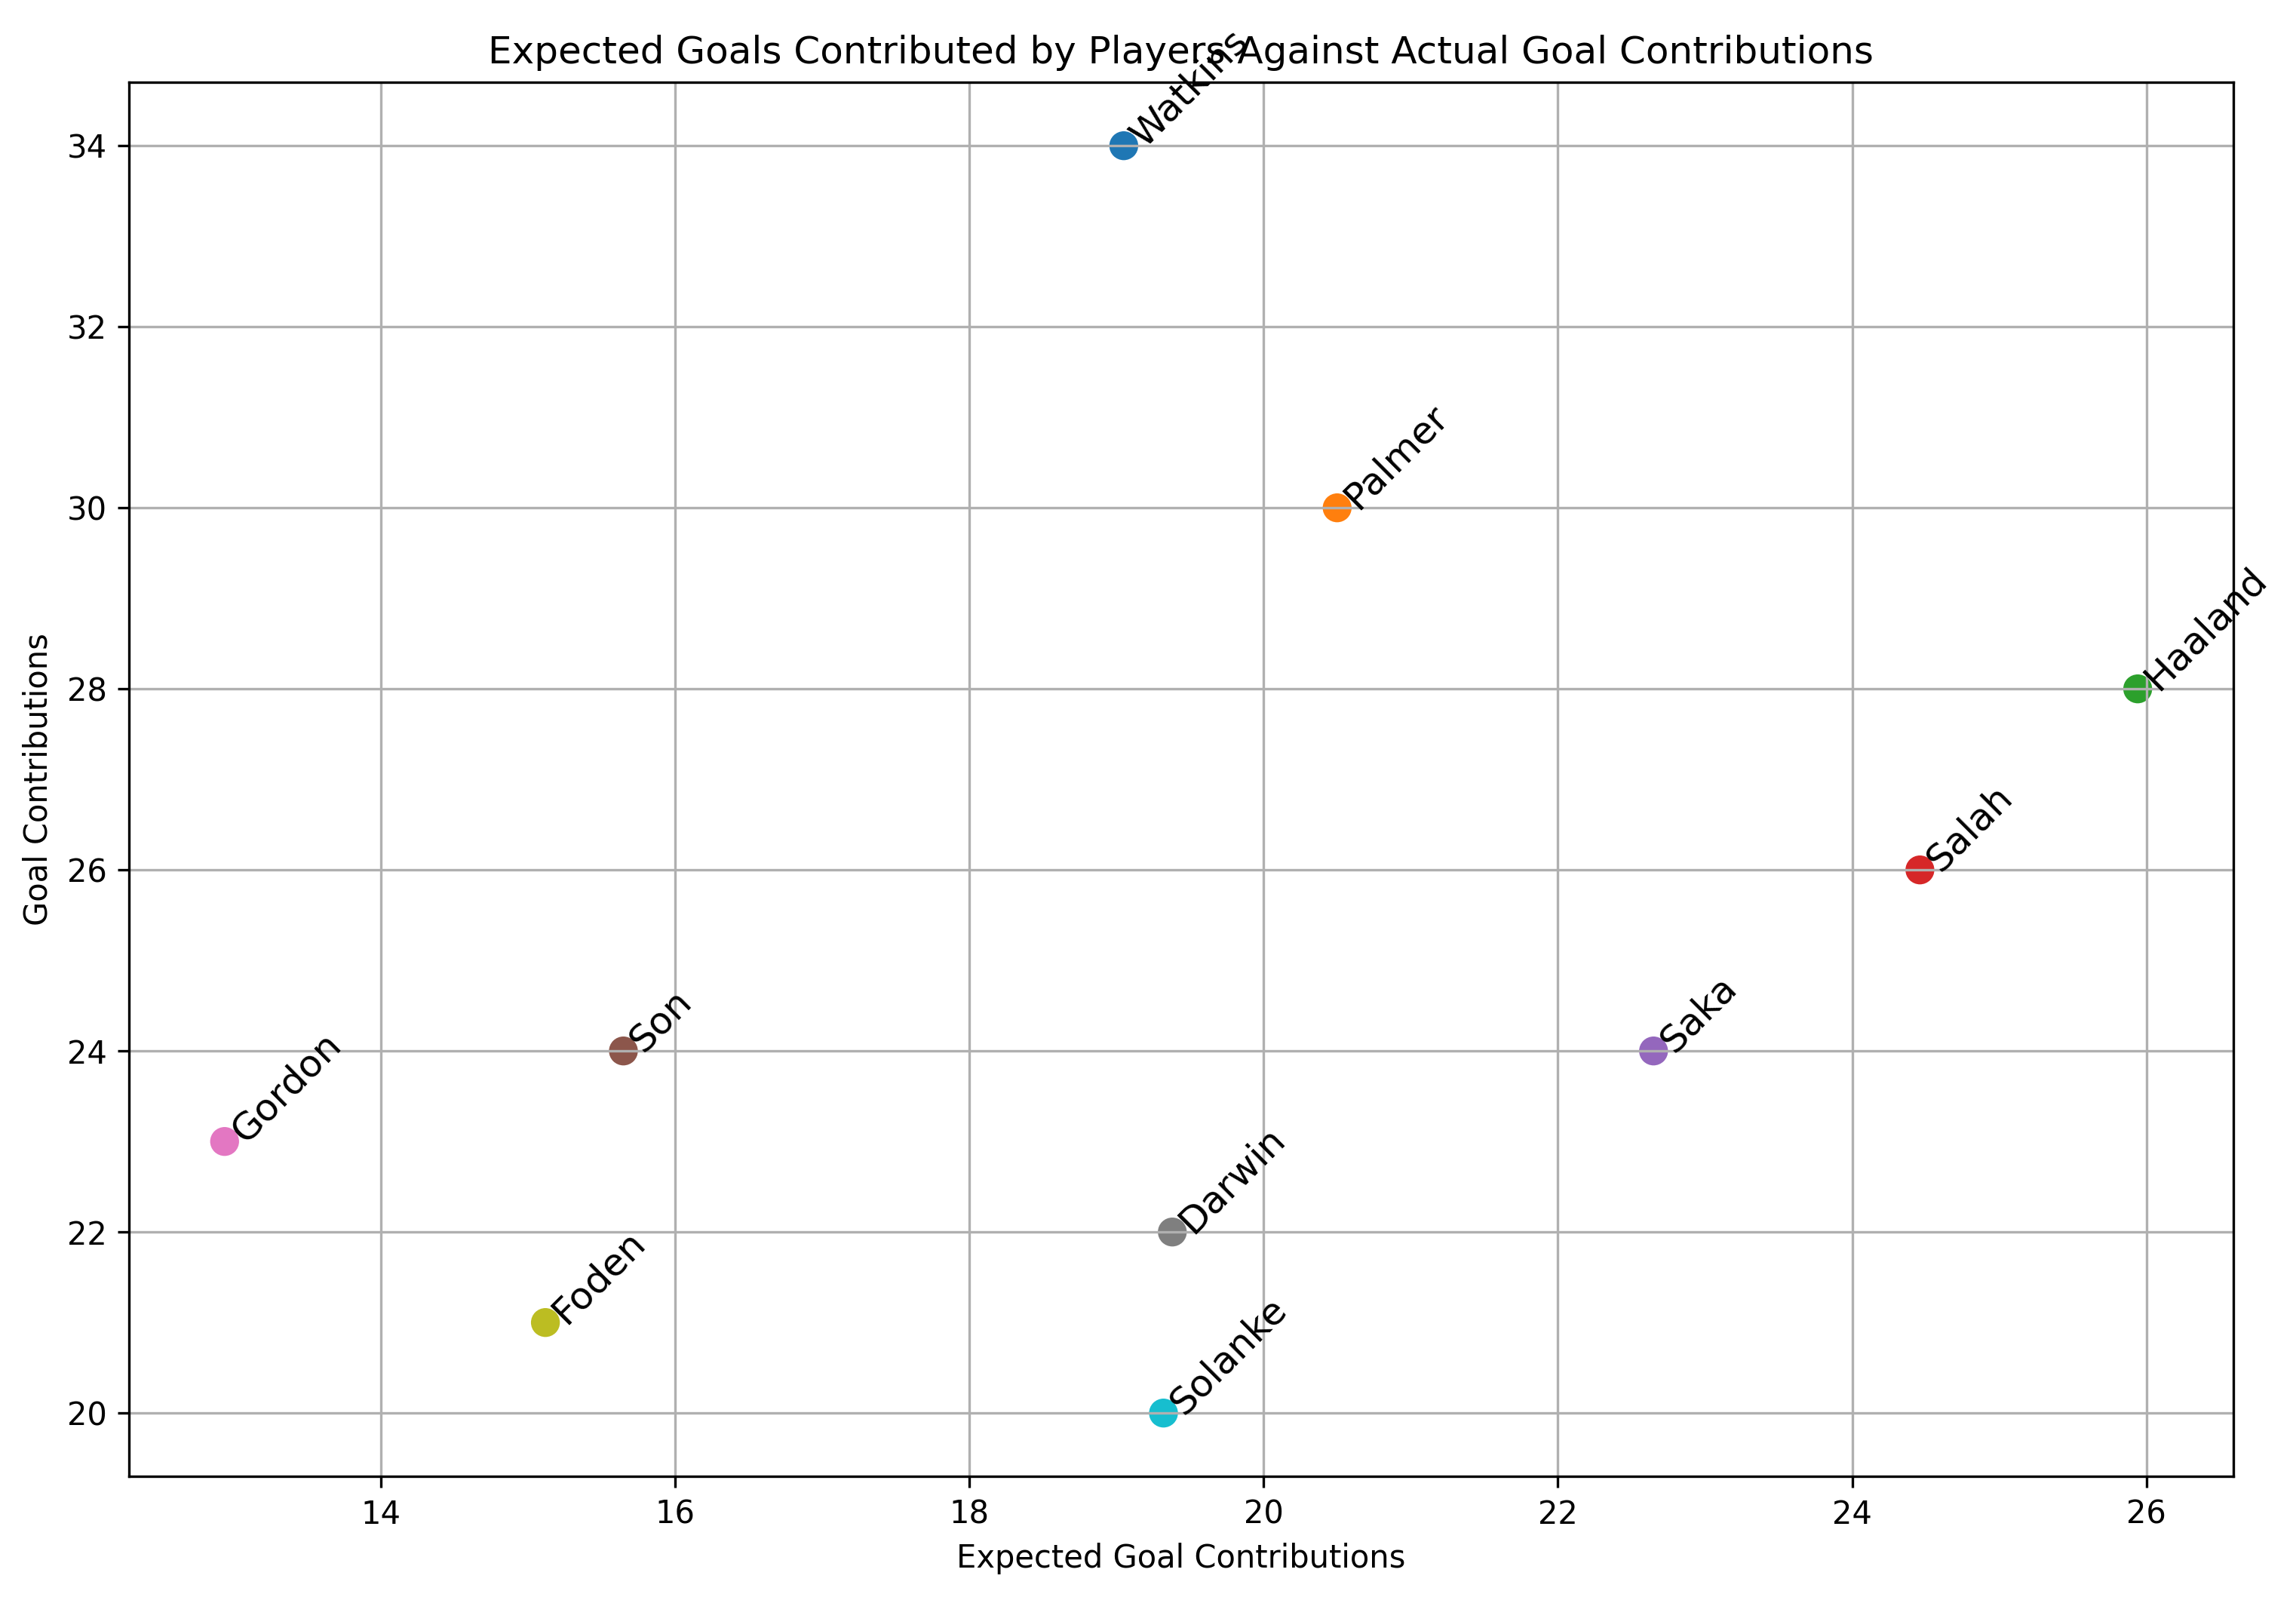 Expected Goals Contributed by Players Against Actual Goal Contributions
Watkins
34
32
Palmer
30
Haaland
28
Salah
26
Saka
Son
24
Gordon
Darwin
22
Foden
Solanke
20
Goal Contributions
14 16 18 20 22 24 26
Expected Goal Contributions